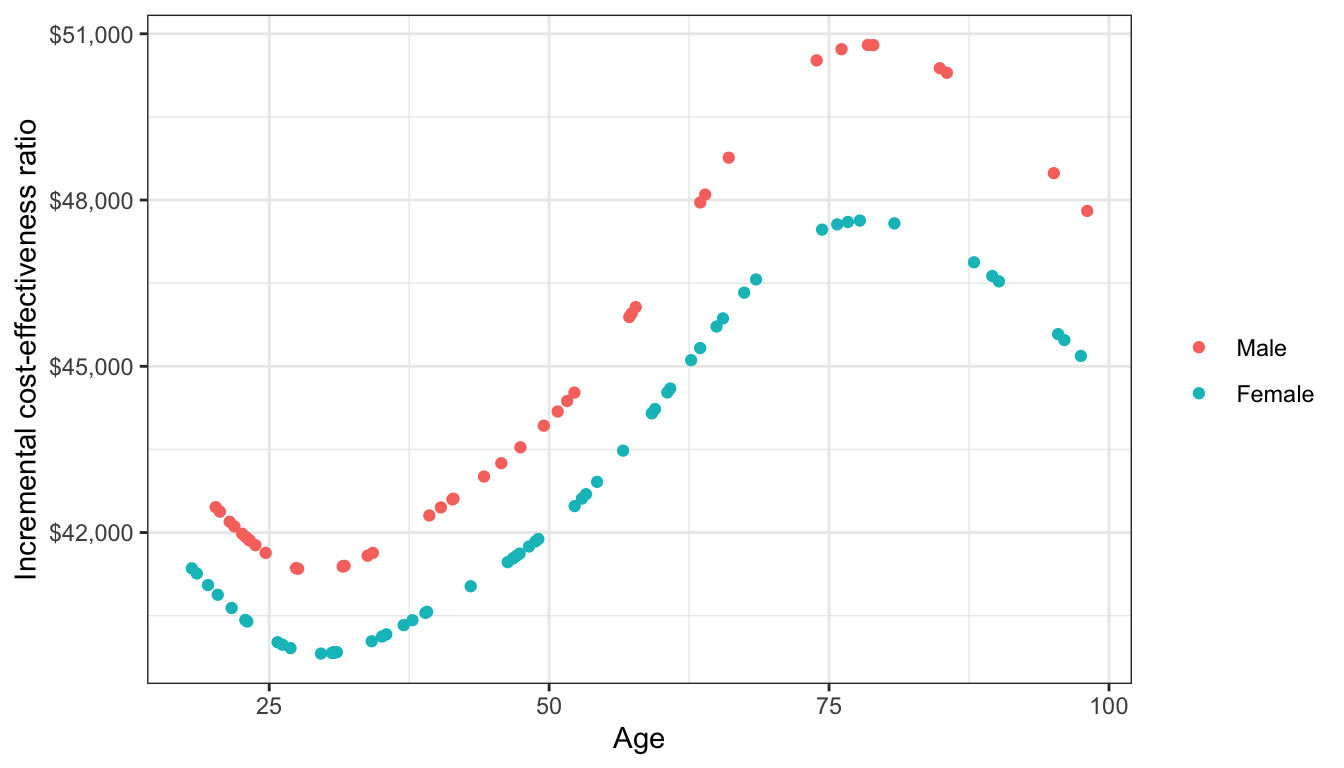 Incremental cost-effectiveness ratio
$51,000
$48,000
$45,000
$42,000
25
50
75
100
Age
Male
Female